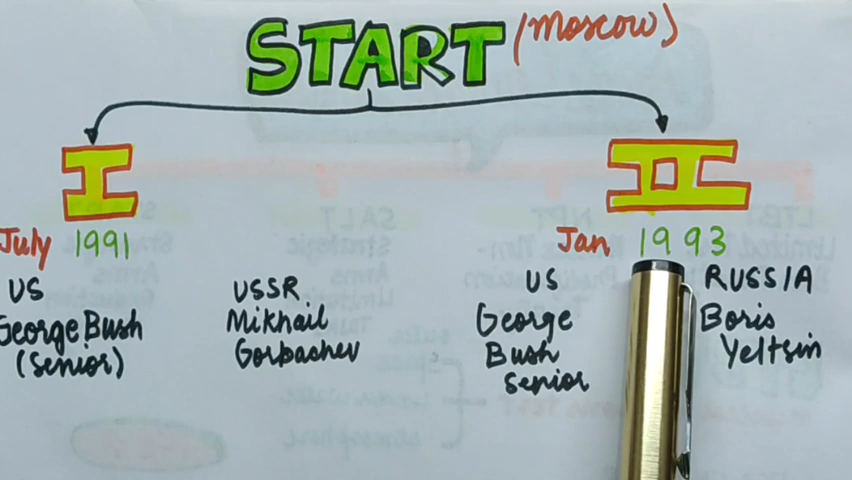 START (Moscow)
I
II
July 1991
Jan 1993
US
George Bush
(Senior)
USSR
Mikhail
Gorbashev
US
George
Bush
Senior
RUSSIA
Boris
Yeltsin